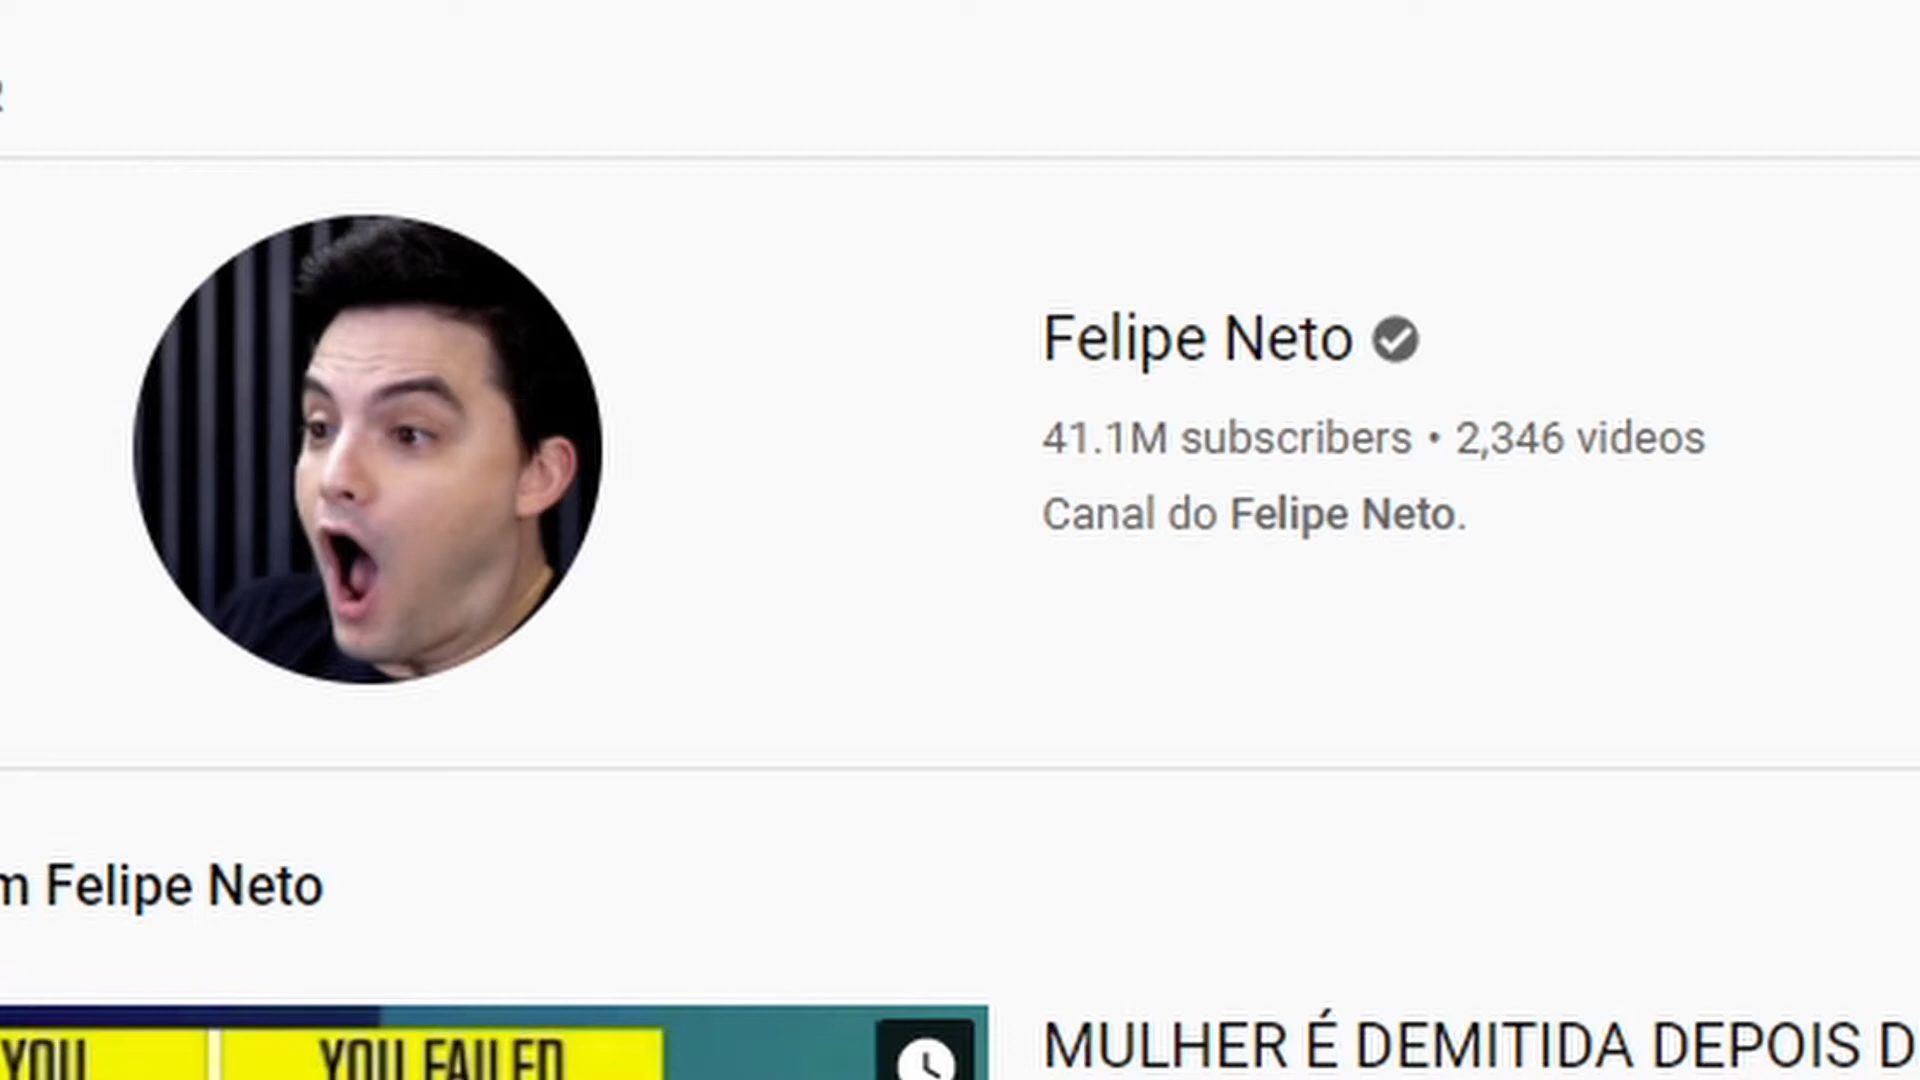 Felipe Neto
41.1M subscribers • 2,346 videos
Canal do Felipe Neto.
m Felipe Neto
YOU
YOU FAILED
MULHER É DEMITIDA DEPOIS D